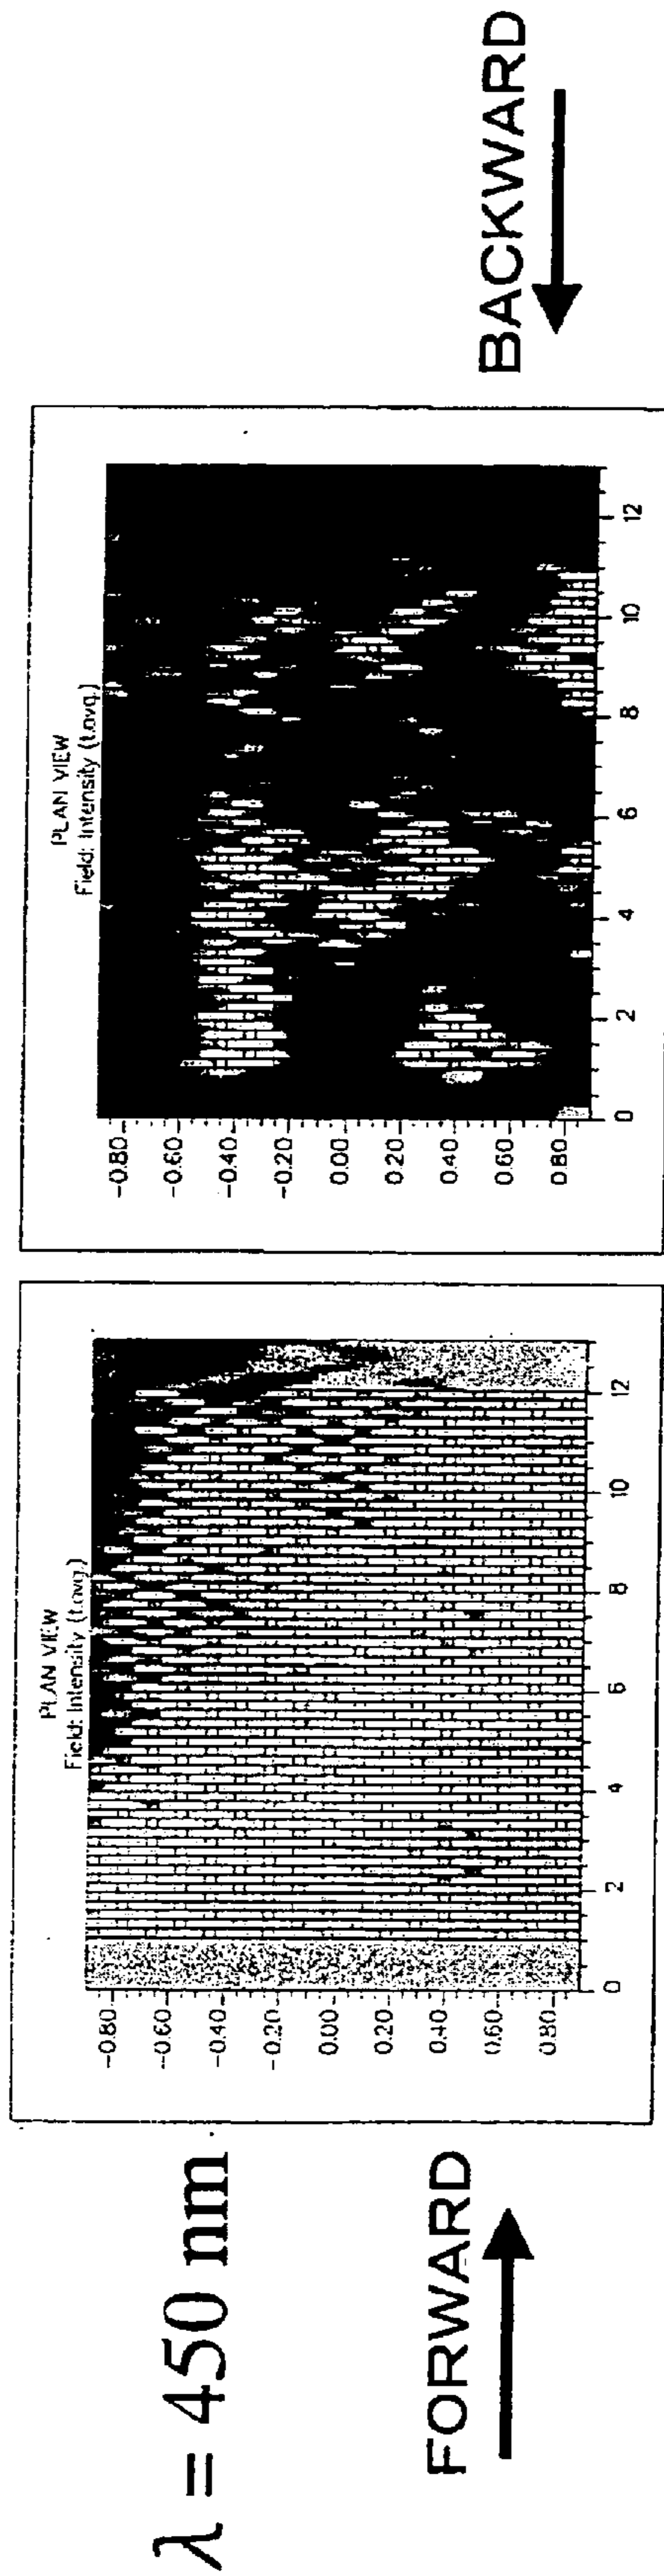 λ = 450 nm
FORWARD
PLAN VIEW
Field: Intensity (t.avg.)
-0.80
-0.60
-0.40
-0.20
0.00
0.20
0.40
0.60
0.80
0 2 4 6 8 10 12
PLAN VIEW
Field: Intensity (t.avg.)
-0.80
-0.60
-0.40
-0.20
0.00
0.20
0.40
0.60
0.80
0 2 4 6 8 10 12
BACKWARD